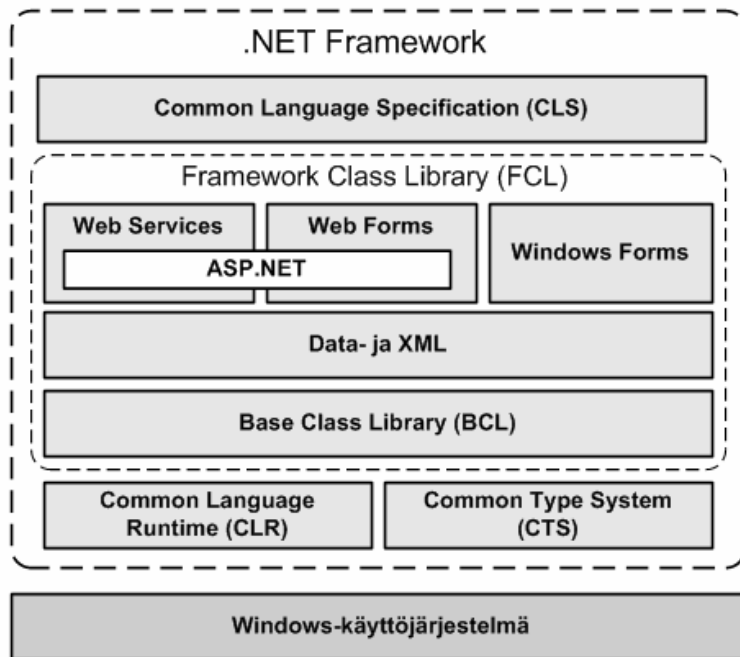 .NET Framework
Common Language Specification (CLS)
Framework Class Library (FCL)
Web Services
Web Forms
ASP.NET
Windows Forms
Data- ja XML
Base Class Library (BCL)
Common Language
Runtime (CLR)
Common Type System
(CTS)
Windows-käyttöjärjestelmä